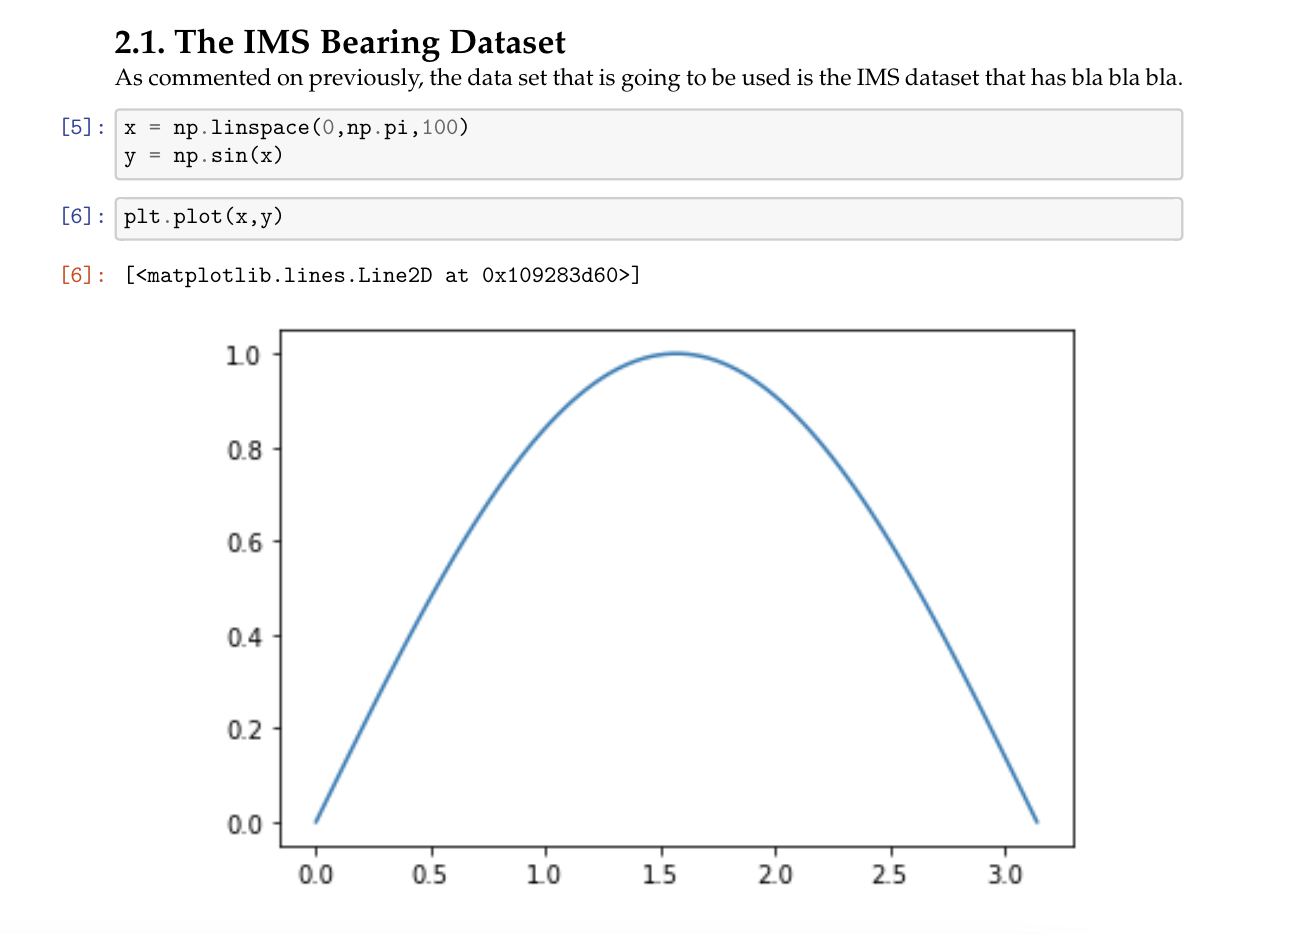 2.1. The IMS Bearing Dataset
As commented on previously, the data set that is going to be used is the IMS dataset that has bla bla bla.
[5]: x = np.linspace(0,np.pi,100)
y = np.sin(x)
[6]: plt.plot(x,y)
[6]: [<matplotlib.lines.Line2D at 0x109283d60>]
1.0
0.8
0.6
0.4
0.2
0.0
0.0 0.5 1.0 1.5 2.0 2.5 3.0